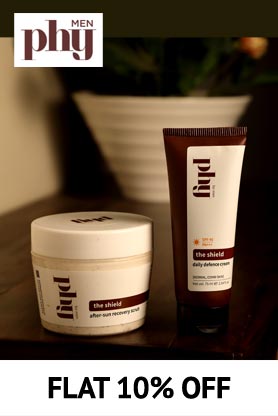 phy
MEN
phy
the shield
after-sun recovery scrub
phy
the shield
daily defence cream
FLAT 10% OFF